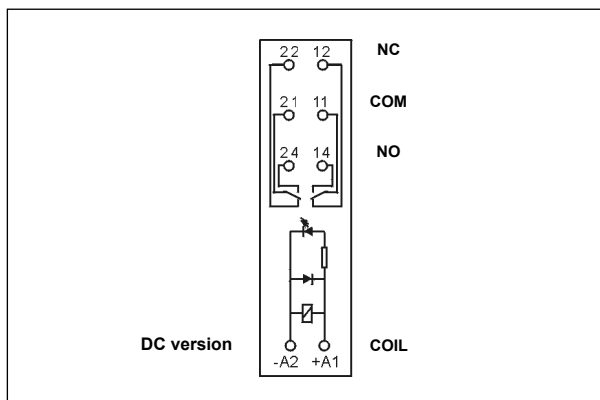 22 12 NC
21 11 COM
24 14 NO
DC version COIL
-A2 +A1